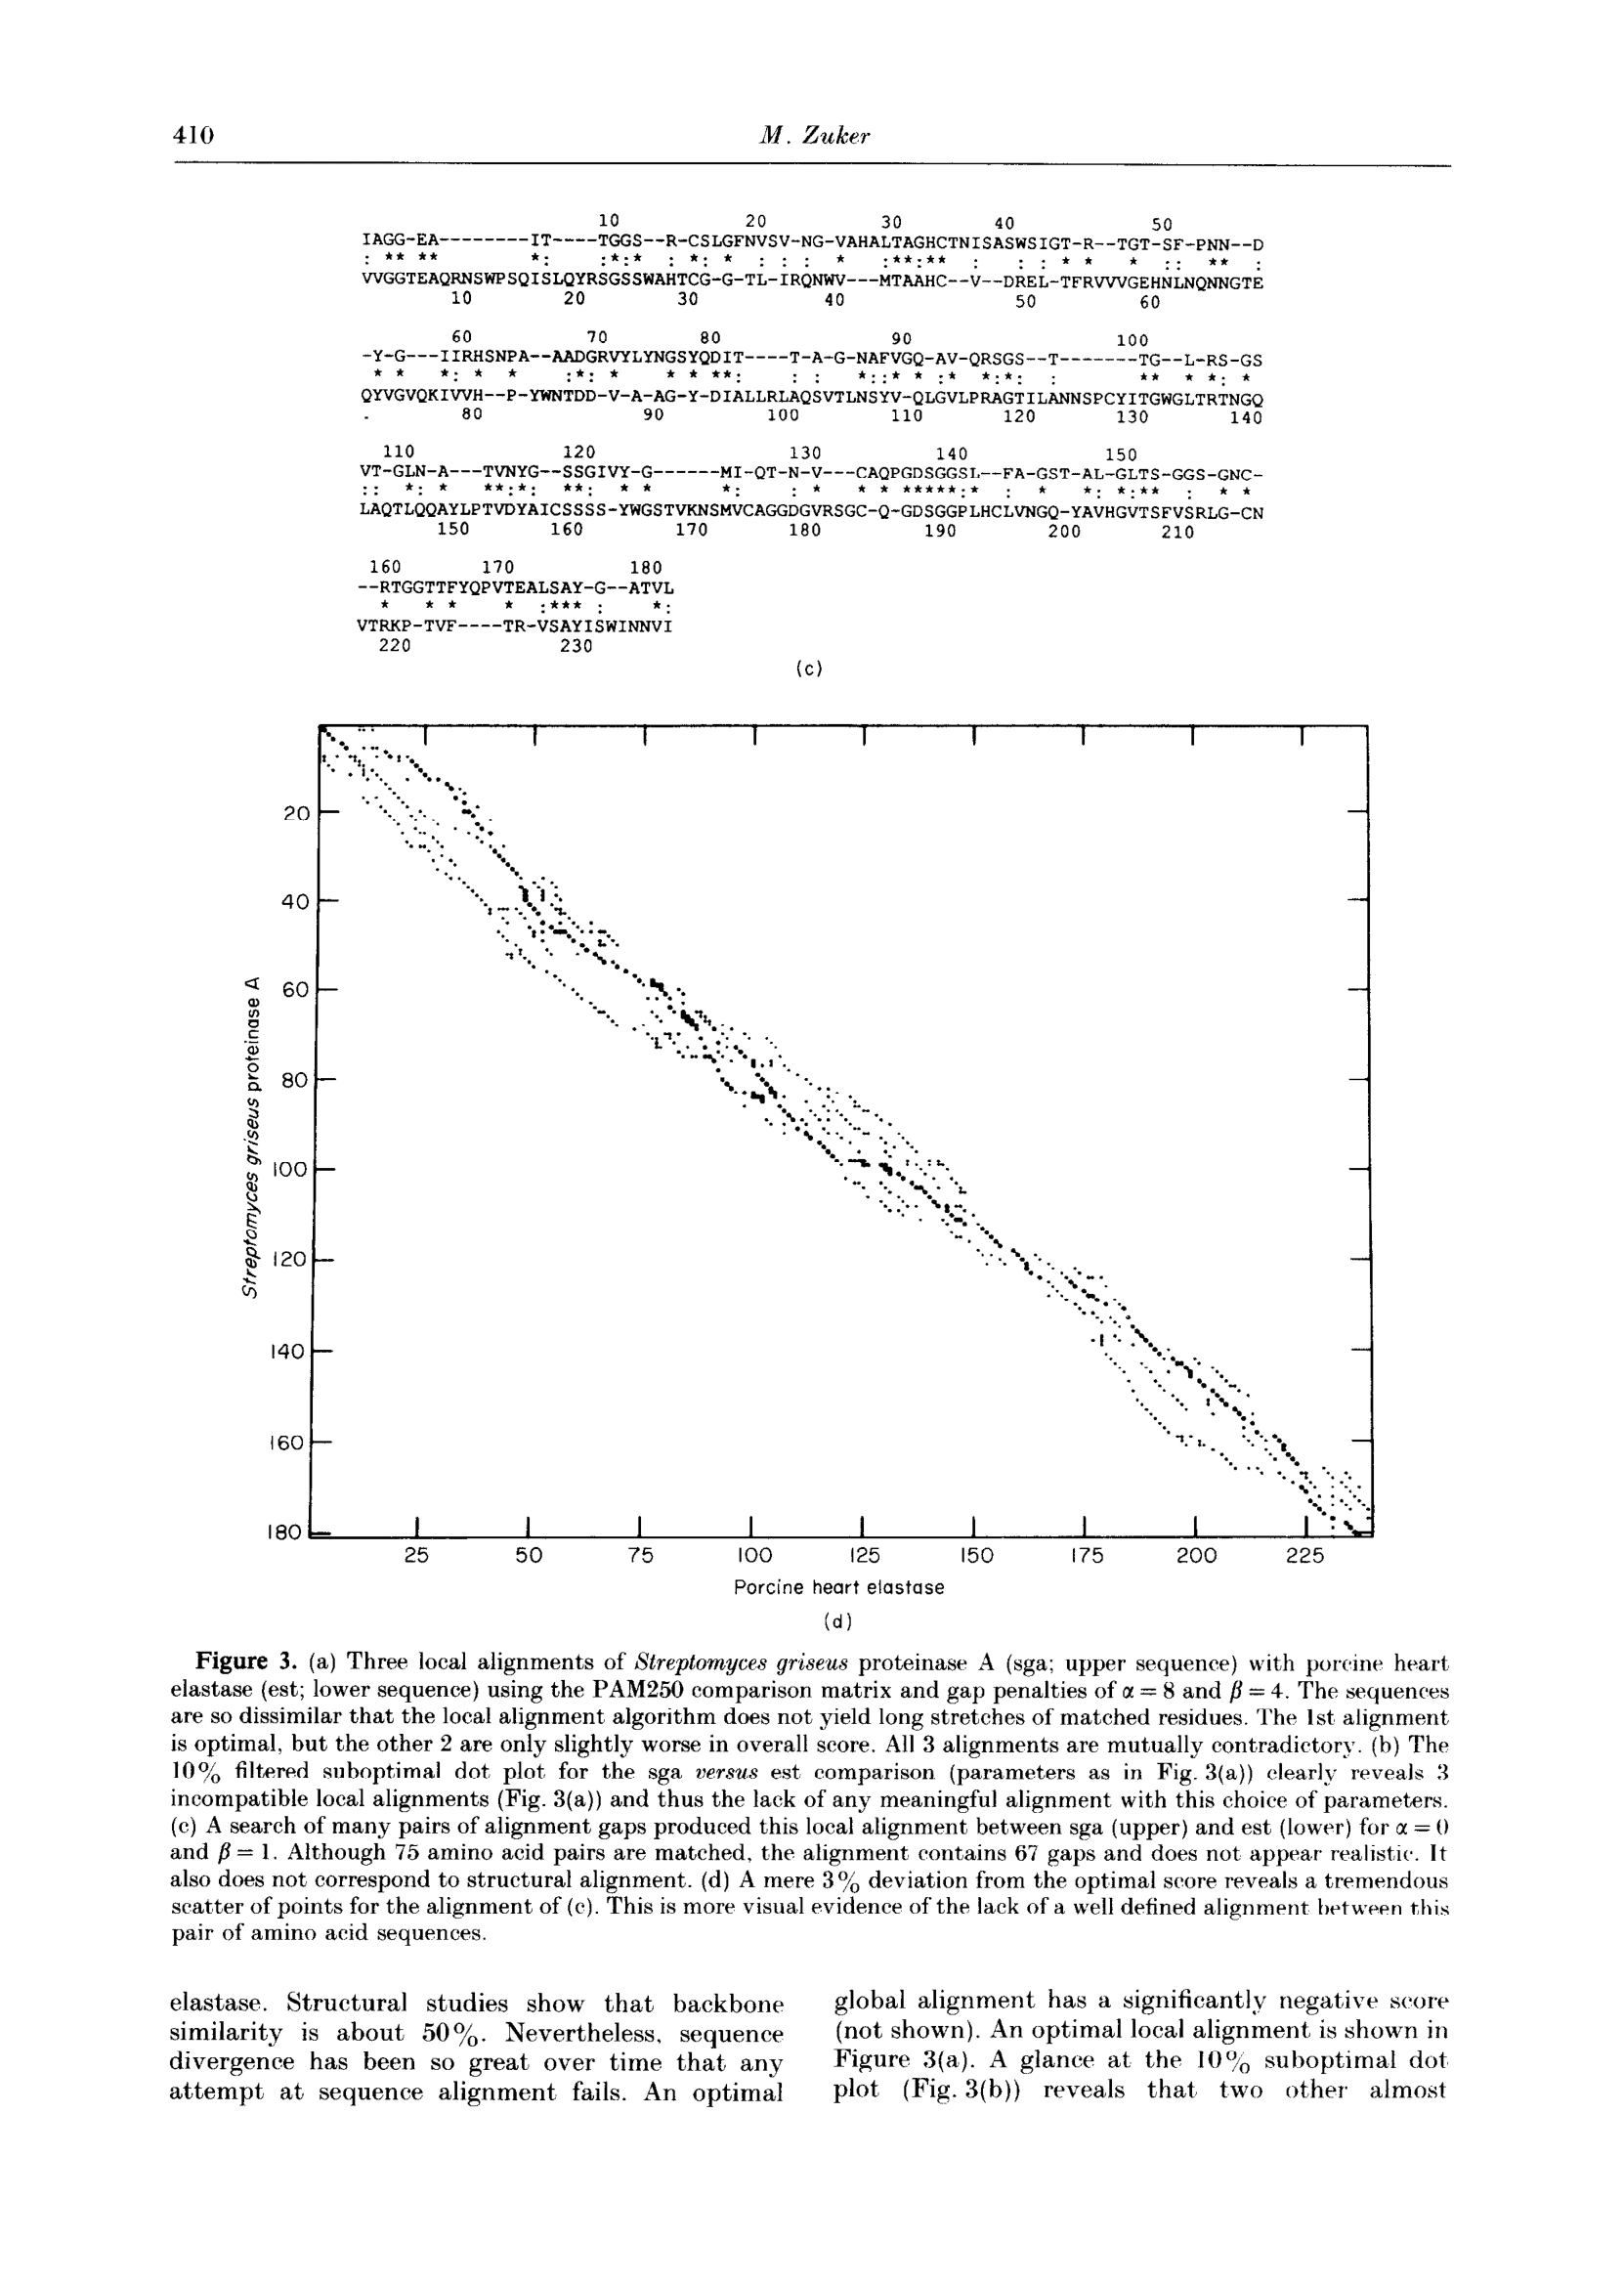 410
M. Zuker
10 20 30 40 50
IAGG-EA--------IT----TGGS--R-CSLGFNVSV-NG-VAHALTAGHCTNISASWSIGT-R--TGT-SF-PNN--D
: ** ** *: :*:* : *: * : : : * :**:** : : : * * * :: ** :
VVGGTEAQRNSWPSQISLQYRSGSSWAHTCG-G-TL-IRQNWV---MTAAHC--V--DREL-TFRVVVGEHNLNQNNGTE
10 20 30 40 50 60
60 70 80 90 100
-Y-G---IIRHSNPA--AADGRVYLYNGSYQDIT----T-A-G-NAFVGQ-AV-QRSGS--T-------TG--L-RS-GS
* * *: * * :*: * * * **: : : *::* * :* *:*: : ** * *: *
QYVGVQKIVVH--P-YWNTDD-V-A-AG-Y-DIALLRLAQSVTLNSYV-QLGVLPRAGTILANNSPCYITGWGLTRTNGQ
80 90 100 110 120 130 140
110 120 130 140 150
VT-GLN-A---TVNYG--SSGIVY-G------MI-QT-N-V---CAQPGDSGGSL--FA-GST-AL-GLTS-GGS-GNC-
:: *: * **:*: **: * * *: : * * * *****:* : * *: *:** : * *
LAQTLQQAYLPTVDYAICSSSS-YWGSTVKNSMVCAGGDGVRSGC-Q-GDSGGPLHCLVNGQ-YAVHGVTSFVSRLG-CN
150 160 170 180 190 200 210
160 170 180
--RTGGTTFYQPVTEALSAY-G--ATVL
* * * * :*** : *:
VTRKP-TVF----TR-VSAYISWINNVI
220 230
(c)
20
40
60
80
100
120
140
160
180
Streptomyces griseus proteinase A
25 50 75 100 125 150 175 200 225
Porcine heart elastase
(d)
Figure 3. (a) Three local alignments of Streptomyces griseus proteinase A (sga; upper sequence) with porcine heart
elastase (est; lower sequence) using the PAM250 comparison matrix and gap penalties of α = 8 and β = 4. The sequences
are so dissimilar that the local alignment algorithm does not yield long stretches of matched residues. The 1st alignment
is optimal, but the other 2 are only slightly worse in overall score. All 3 alignments are mutually contradictory. (b) The
10% filtered suboptimal dot plot for the sga versus est comparison (parameters as in Fig. 3(a)) clearly reveals 3
incompatible local alignments (Fig. 3(a)) and thus the lack of any meaningful alignment with this choice of parameters.
(c) A search of many pairs of alignment gaps produced this local alignment between sga (upper) and est (lower) for α = 0
and β = 1. Although 75 amino acid pairs are matched, the alignment contains 67 gaps and does not appear realistic. It
also does not correspond to structural alignment. (d) A mere 3% deviation from the optimal score reveals a tremendous
scatter of points for the alignment of (c). This is more visual evidence of the lack of a well defined alignment between this
pair of amino acid sequences.
elastase. Structural studies show that backbone
similarity is about 50%. Nevertheless, sequence
divergence has been so great over time that any
attempt at sequence alignment fails. An optimal
global alignment has a significantly negative score
(not shown). An optimal local alignment is shown in
Figure 3(a). A glance at the 10% suboptimal dot
plot (Fig. 3(b)) reveals that two other almost